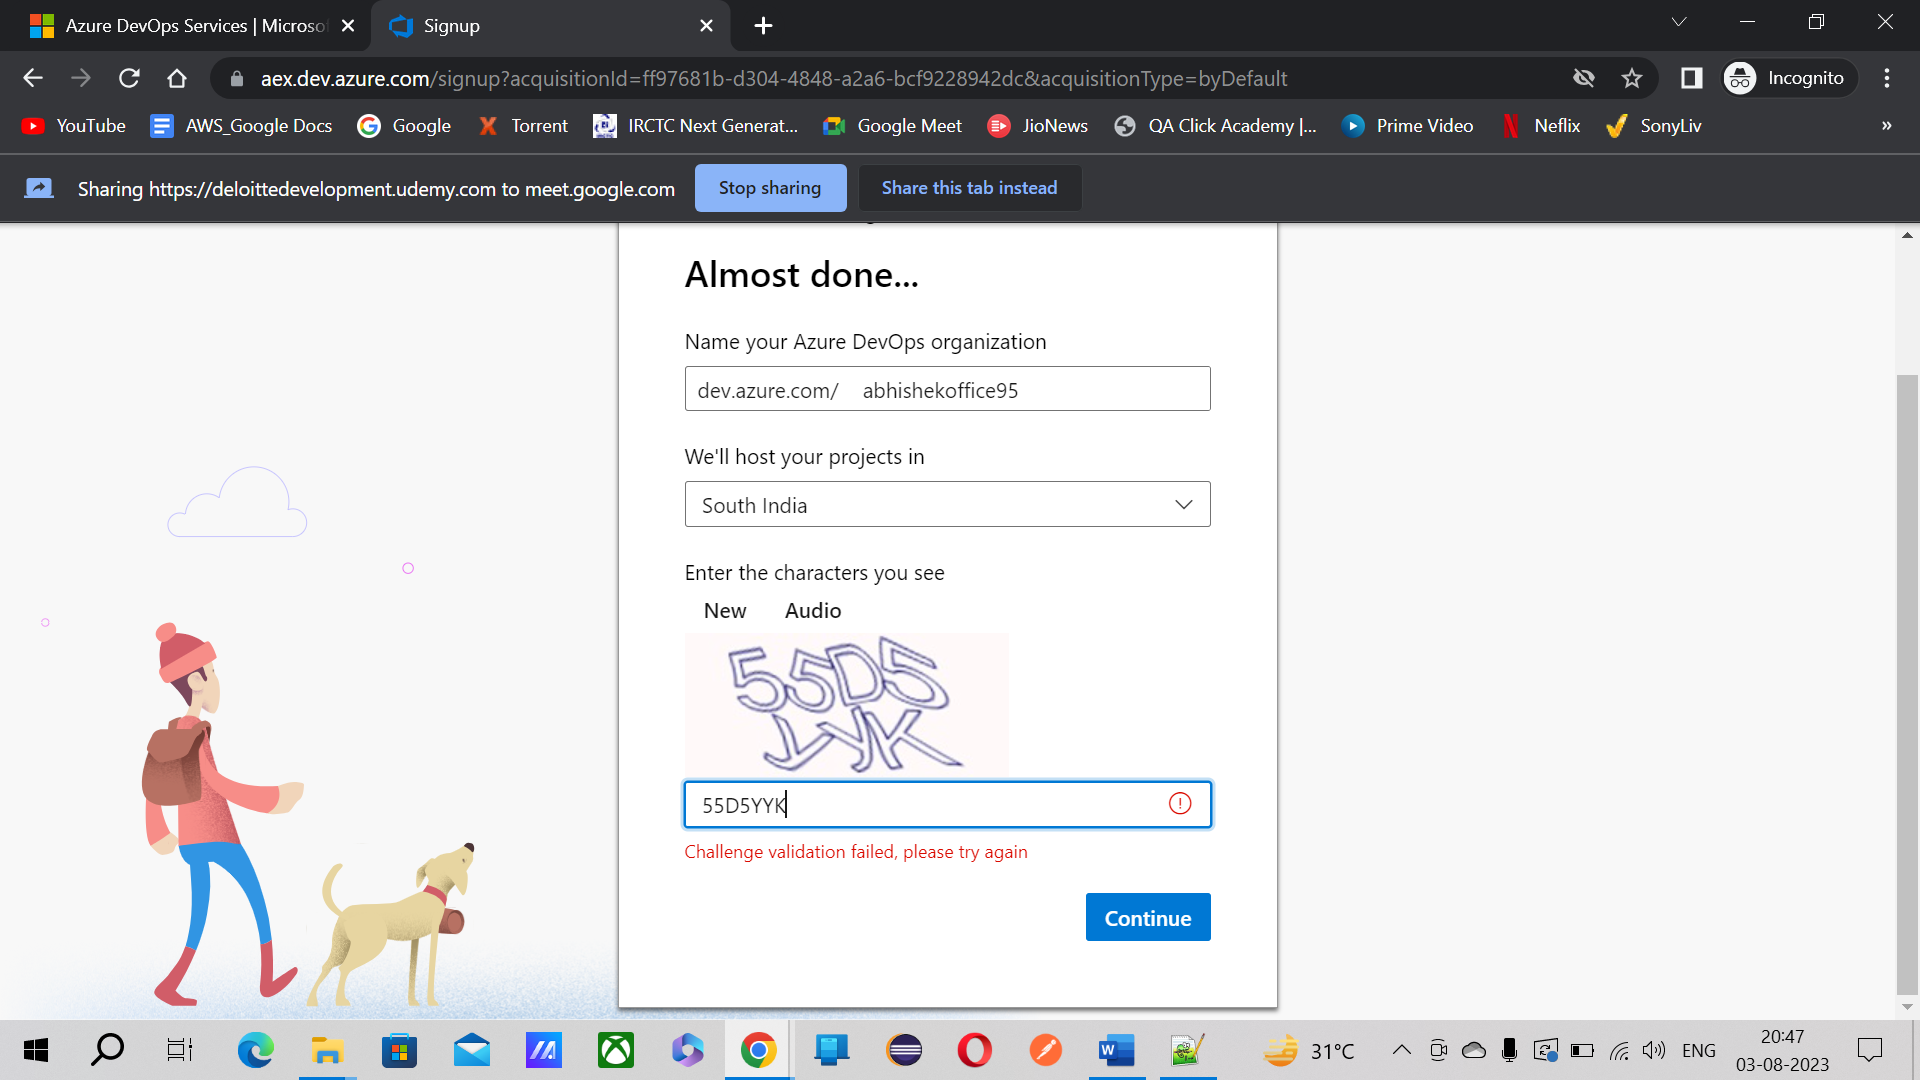 Azure DevOps Services | Microso
Signup
aex.dev.azure.com/signup?acquisitionId=ff97681b-d304-4848-a2a6-bcf9228942dc&acquisitionType=byDefault
Incognito
YouTube
AWS_Google Docs
Google
Torrent
IRCTC Next Generat...
Google Meet
JioNews
QA Click Academy |...
Prime Video
Neflix
SonyLiv
»
Sharing https://deloittedevelopment.udemy.com to meet.google.com
Stop sharing
Share this tab instead
Almost done...
Name your Azure DevOps organization
dev.azure.com/ abhishekoffice95
We'll host your projects in
South India
Enter the characters you see
New Audio
55D5
YYK
55D5YYK
Challenge validation failed, please try again
Continue
31°C
ENG
20:47
03-08-2023